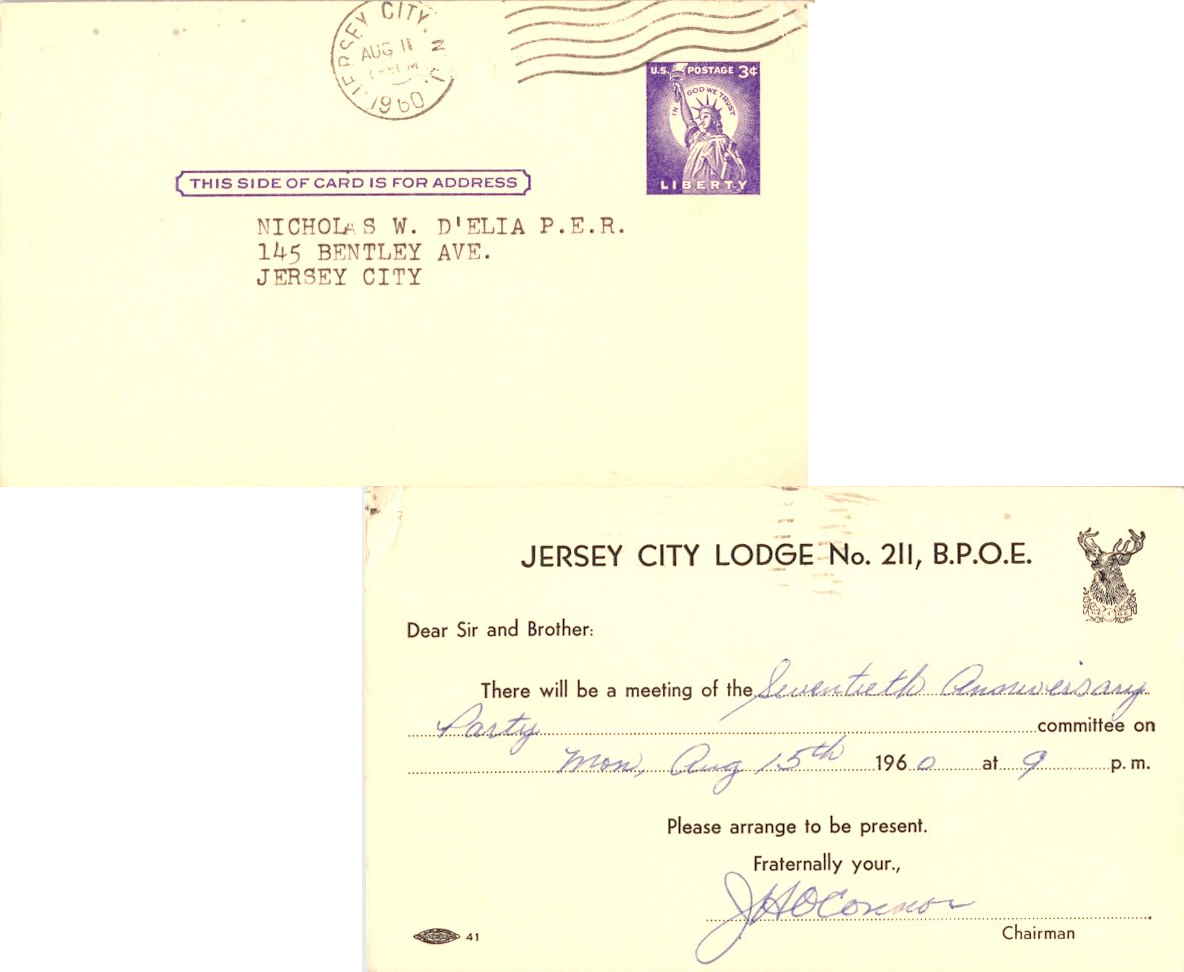 JERSEY CITY, N.J.
AUG 11
1960
U.S. POSTAGE 3¢
IN GOD WE TRUST
LIBERTY
THIS SIDE OF CARD IS FOR ADDRESS
NICHOLAS W. D'ELIA P.E.R.
145 BENTLEY AVE.
JERSEY CITY
JERSEY CITY LODGE No. 211, B.P.O.E.
Dear Sir and Brother:
There will be a meeting of the Seventieth Anniversary
Party committee on
Mon, Aug 15th 1960 at 9 p.m.
Please arrange to be present.
Fraternally your.,
J H O'Connor
Chairman
41